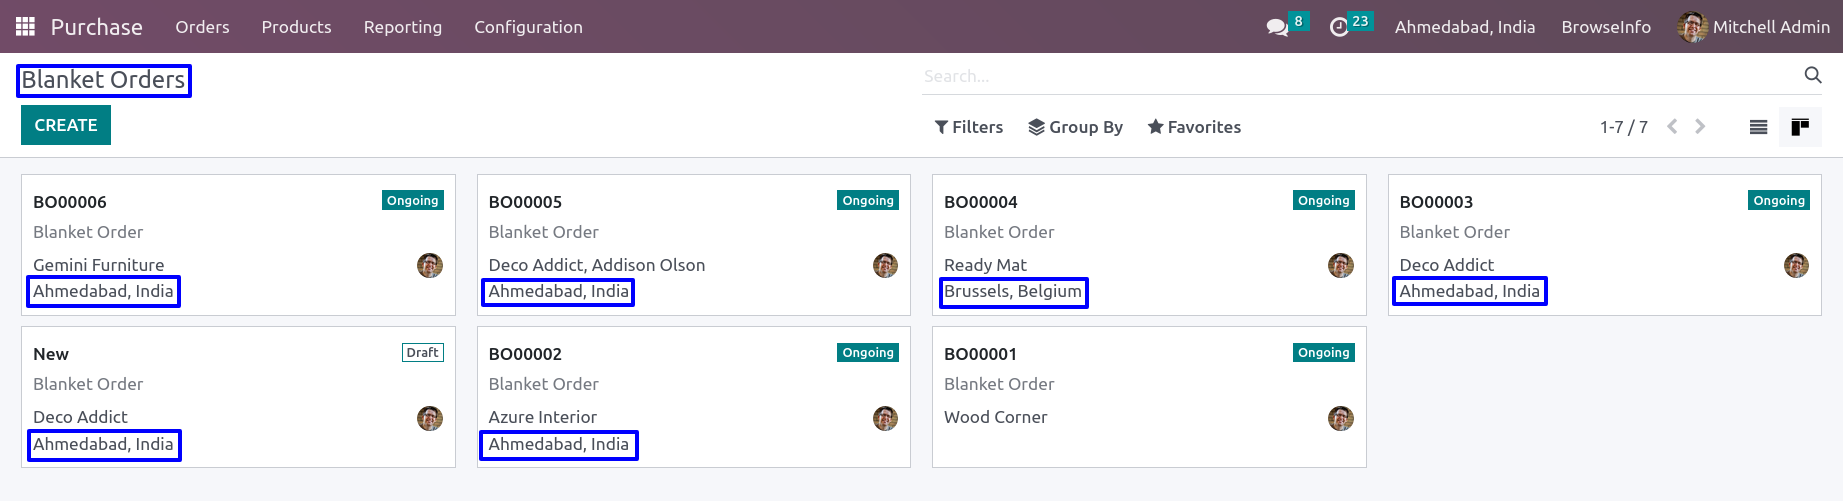 Purchase Orders Products Reporting Configuration 8 23 Ahmedabad, India BrowseInfo Mitchell Admin
Blanket Orders
Search...
CREATE
Filters Group By Favorites 1-7 / 7
BO00006 Ongoing
Blanket Order
Gemini Furniture
Ahmedabad, India
BO00005 Ongoing
Blanket Order
Deco Addict, Addison Olson
Ahmedabad, India
BO00004 Ongoing
Blanket Order
Ready Mat
Brussels, Belgium
BO00003 Ongoing
Blanket Order
Deco Addict
Ahmedabad, India
New Draft
Blanket Order
Deco Addict
Ahmedabad, India
BO00002 Ongoing
Blanket Order
Azure Interior
Ahmedabad, India
BO00001 Ongoing
Blanket Order
Wood Corner